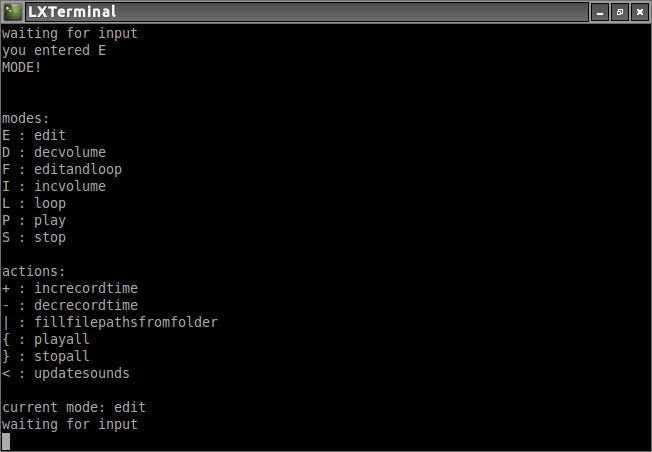 LXTerminal
waiting for input
you entered E
MODE!
modes:
E : edit
D : decvolume
F : editandloop
I : incvolume
L : loop
P : play
S : stop
actions:
+ : increcordtime
- : decrecordtime
| : fillfilepathsfromfolder
{ : playall
} : stopall
< : updatesounds
current mode: edit
waiting for input